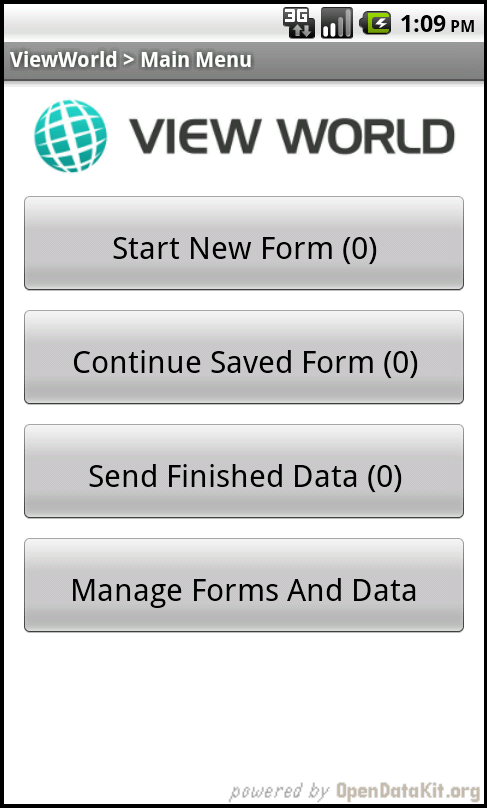 3G 1:09 PM
ViewWorld > Main Menu
VIEW WORLD
Start New Form (0)
Continue Saved Form (0)
Send Finished Data (0)
Manage Forms And Data
powered by OpenDataKit.org